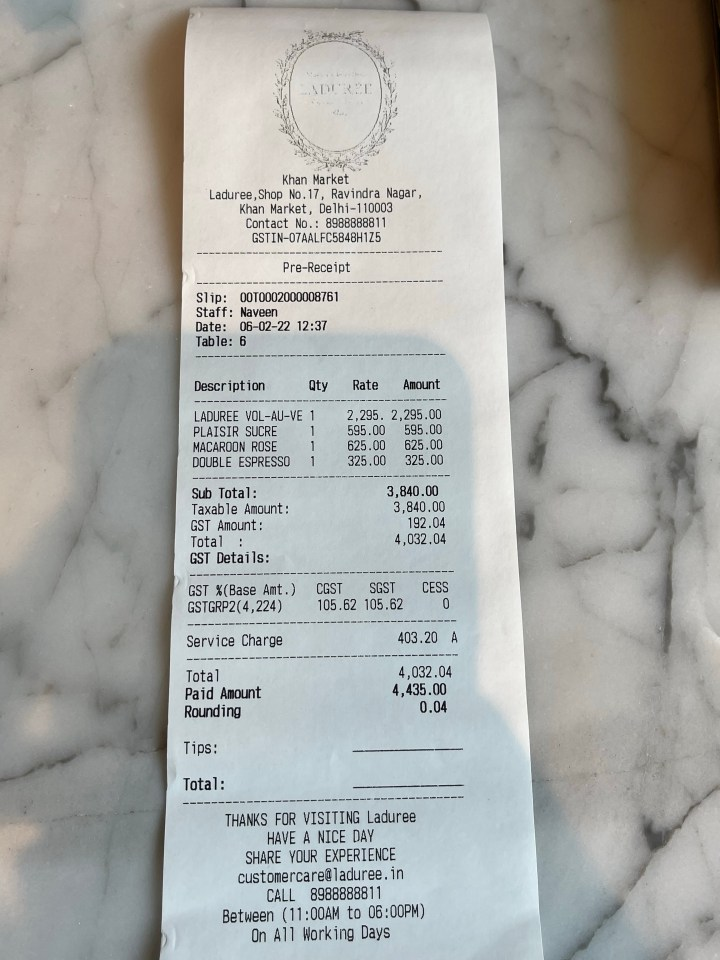 LADURÉE
Khan Market
Laduree,Shop No.17, Ravindra Nagar,
Khan Market, Delhi-110003
Contact No.: 8988888811
GSTIN-07AALFC5848H1Z5
Pre-Receipt
Slip: 00T0002000008761
Staff: Naveen
Date: 06-02-22 12:37
Table: 6
Description Qty Rate Amount
LADUREE VOL-AU-VE 1 2,295. 2,295.00
PLAISIR SUCRE 1 595.00 595.00
MACAROON ROSE 1 625.00 625.00
DOUBLE ESPRESSO 1 325.00 325.00
Sub Total: 3,840.00
Taxable Amount: 3,840.00
GST Amount: 192.04
Total : 4,032.04
GST Details:
GST %(Base Amt.) CGST SGST CESS
GSTGRP2(4,224) 105.62 105.62 0
Service Charge 403.20 A
Total 4,032.04
Paid Amount 4,435.00
Rounding 0.04
Tips:
Total:
THANKS FOR VISITING Laduree
HAVE A NICE DAY
SHARE YOUR EXPERIENCE
customercare@laduree.in
CALL 8988888811
Between (11:00AM to 06:00PM)
On All Working Days